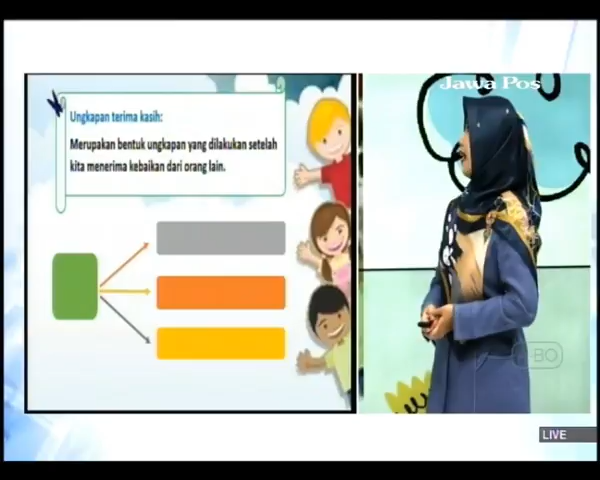 Jawa Pos
Ungkapan terima kasih:
Merupakan bentuk ungkapan yang dilakukan setelah
kita menerima kebaikan dari orang lain.
LIVE